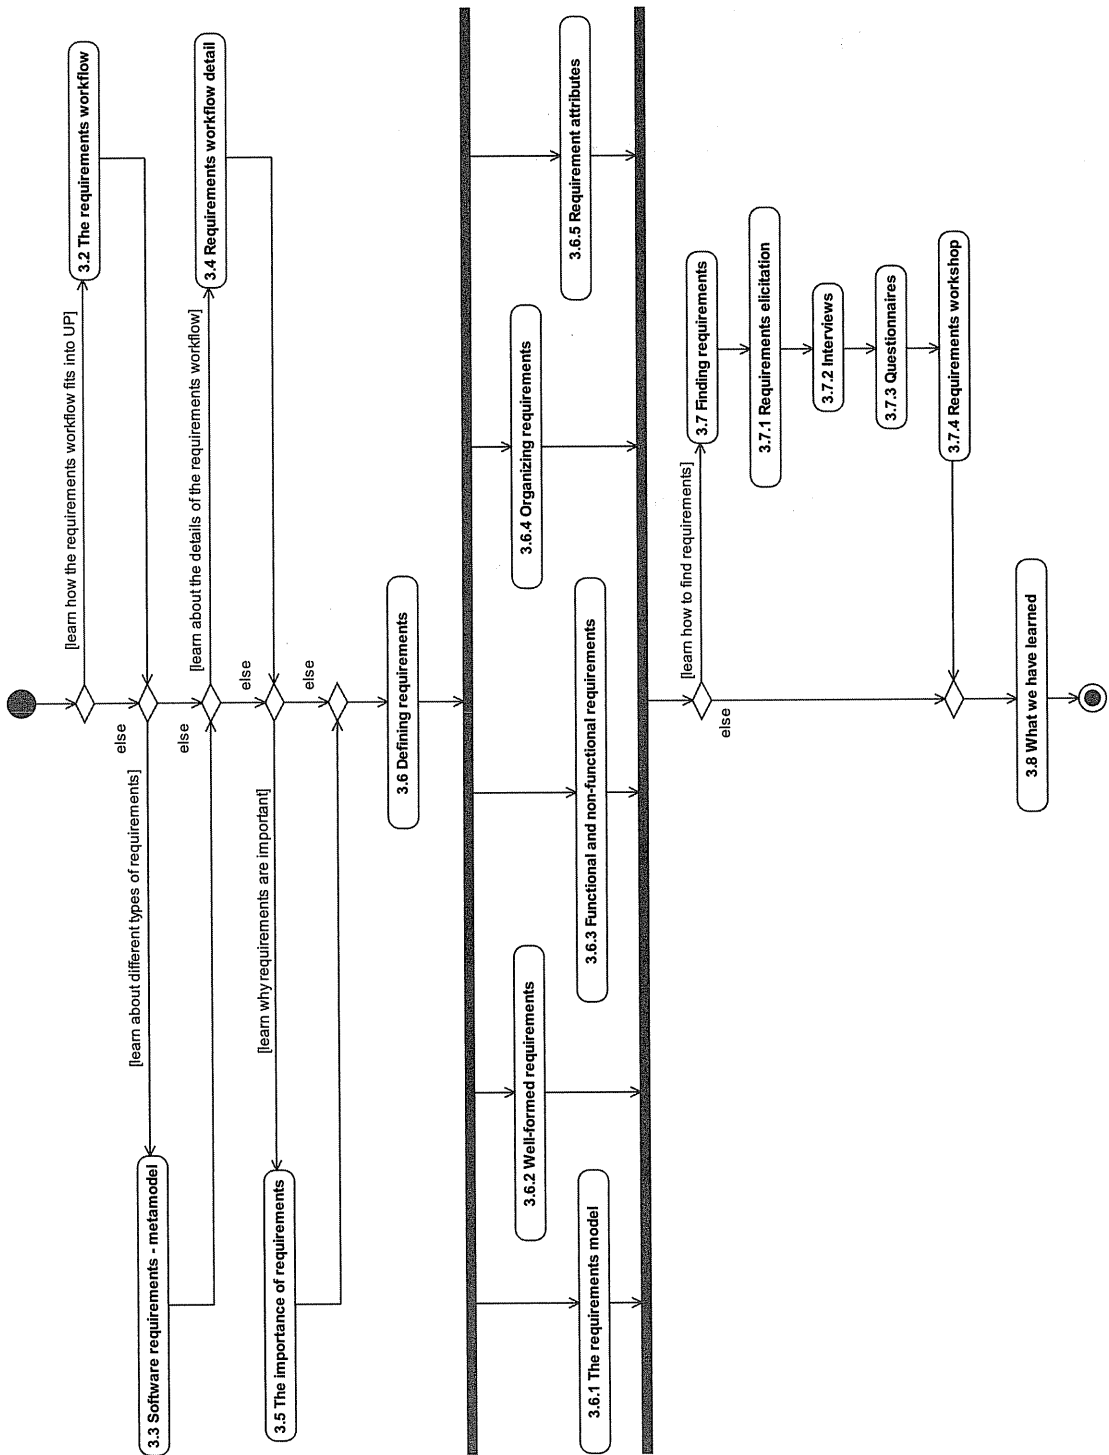 [learn how the requirements workflow fits into UP]
3.2 The requirements workflow
else
[learn about different types of requirements]
3.3 Software requirements - metamodel
else
[learn about the details of the requirements workflow]
3.4 Requirements workflow detail
else
[learn why requirements are important]
3.5 The importance of requirements
else
3.6 Defining requirements
3.6.1 The requirements model
3.6.2 Well-formed requirements
3.6.3 Functional and non-functional requirements
3.6.4 Organizing requirements
3.6.5 Requirement attributes
[learn how to find requirements]
else
3.7 Finding requirements
3.7.1 Requirements elicitation
3.7.2 Interviews
3.7.3 Questionnaires
3.7.4 Requirements workshop
3.8 What we have learned